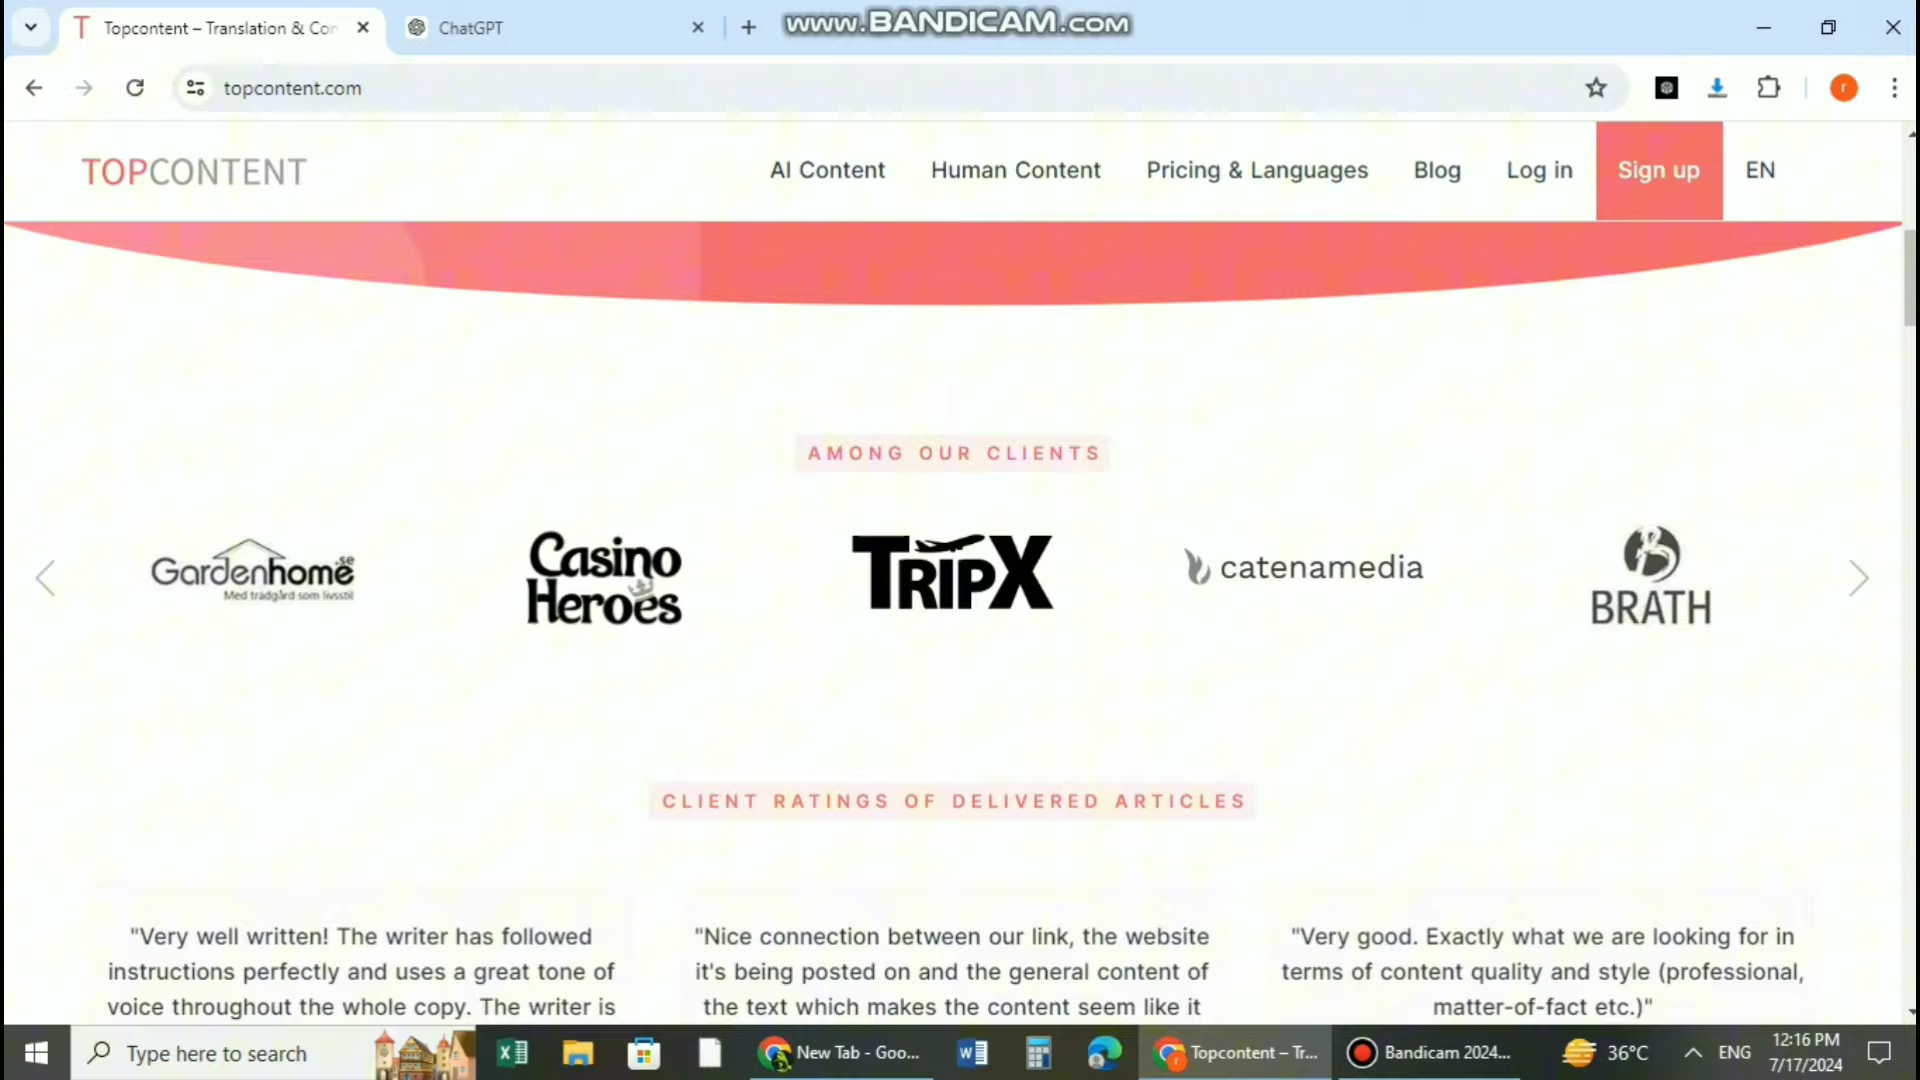 Topcontent – Translation & Con
ChatGPT
www.BANDICAM.com
topcontent.com
r
TOPCONTENT
AI Content
Human Content
Pricing & Languages
Blog
Log in
Sign up
EN
AMONG OUR CLIENTS
Gardenhome.se
Med trädgård som livsstil
Casino
Heroes
TRIPX
catenamedia
B
BRATH
CLIENT RATINGS OF DELIVERED ARTICLES
"Very well written! The writer has followed
instructions perfectly and uses a great tone of
voice throughout the whole copy. The writer is
"Nice connection between our link, the website
it's being posted on and the general content of
the text which makes the content seem like it
"Very good. Exactly what we are looking for in
terms of content quality and style (professional,
matter-of-fact etc.)"
Type here to search
New Tab - Goo...
Topcontent – Tr...
Bandicam 2024...
36°C
ENG
12:16 PM
7/17/2024